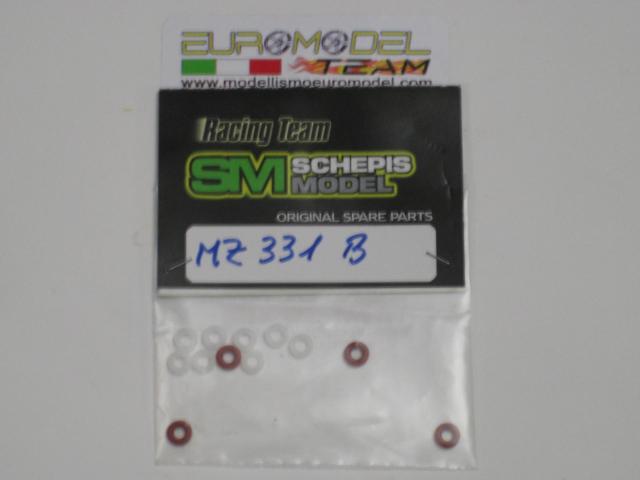 EUROMODEL
TEAM
www.modellismoeuromodel.com
Racing Team
SM SCHEPIS
MODEL
ORIGINAL SPARE PARTS
MZ 331 B